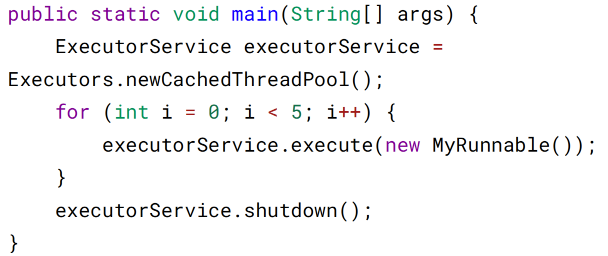 public static void main(String[] args) {
    ExecutorService executorService =
Executors.newCachedThreadPool();
    for (int i = 0; i < 5; i++) {
        executorService.execute(new MyRunnable());
    }
    executorService.shutdown();
}